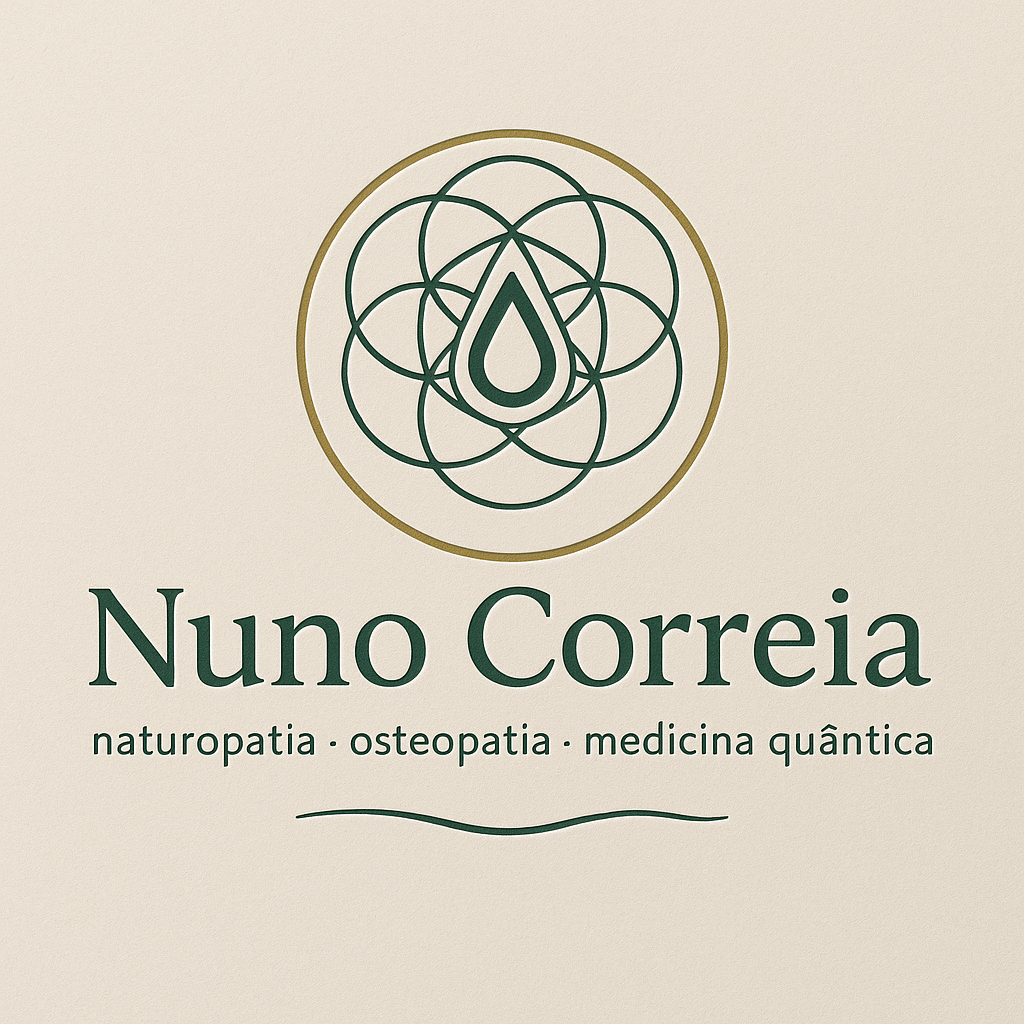 Nuno Correia
naturopatia · osteopatia · medicina quântica